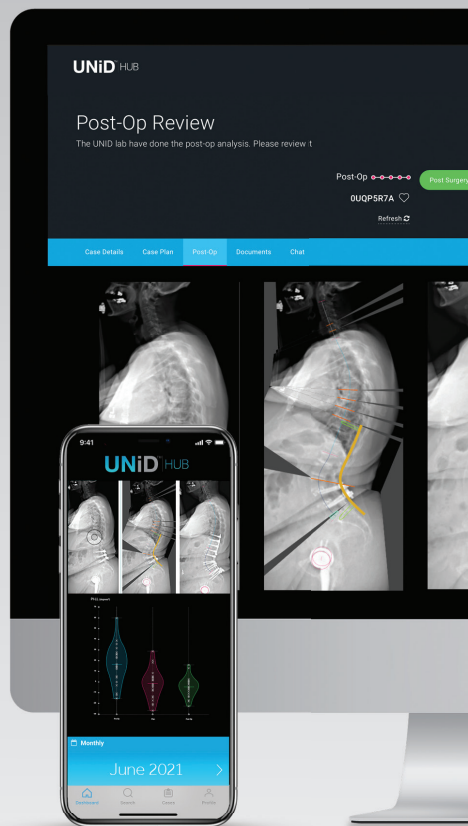 UNiD™ HUB
Post-Op Review
The UNID lab have done the post-op analysis. Please review t
Post-Op
Post Surgery
0UQP5R7A
Refresh
Case Details Case Plan Post-Op Documents Chat
9:41
UNiD™ HUB
Monthly
June 2021
Dashboard Search Cases Profile